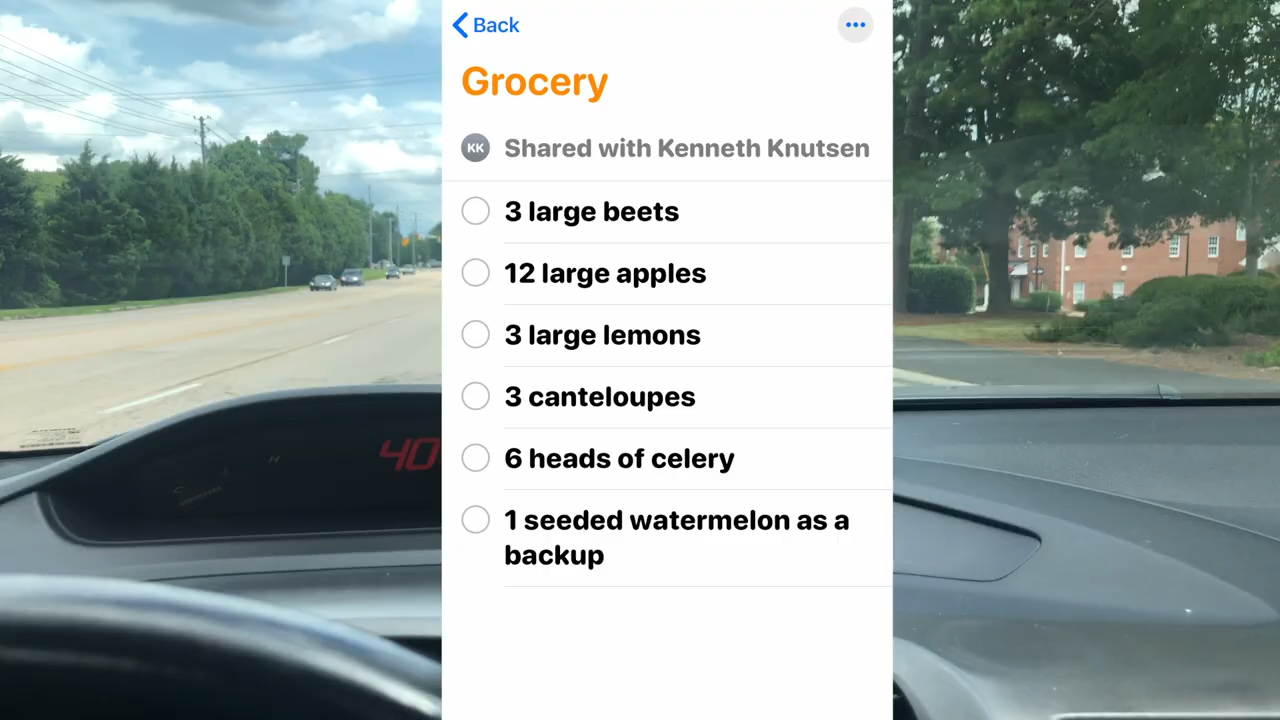 Back
Grocery
KK Shared with Kenneth Knutsen
3 large beets
12 large apples
3 large lemons
3 canteloupes
6 heads of celery
1 seeded watermelon as a
backup
40